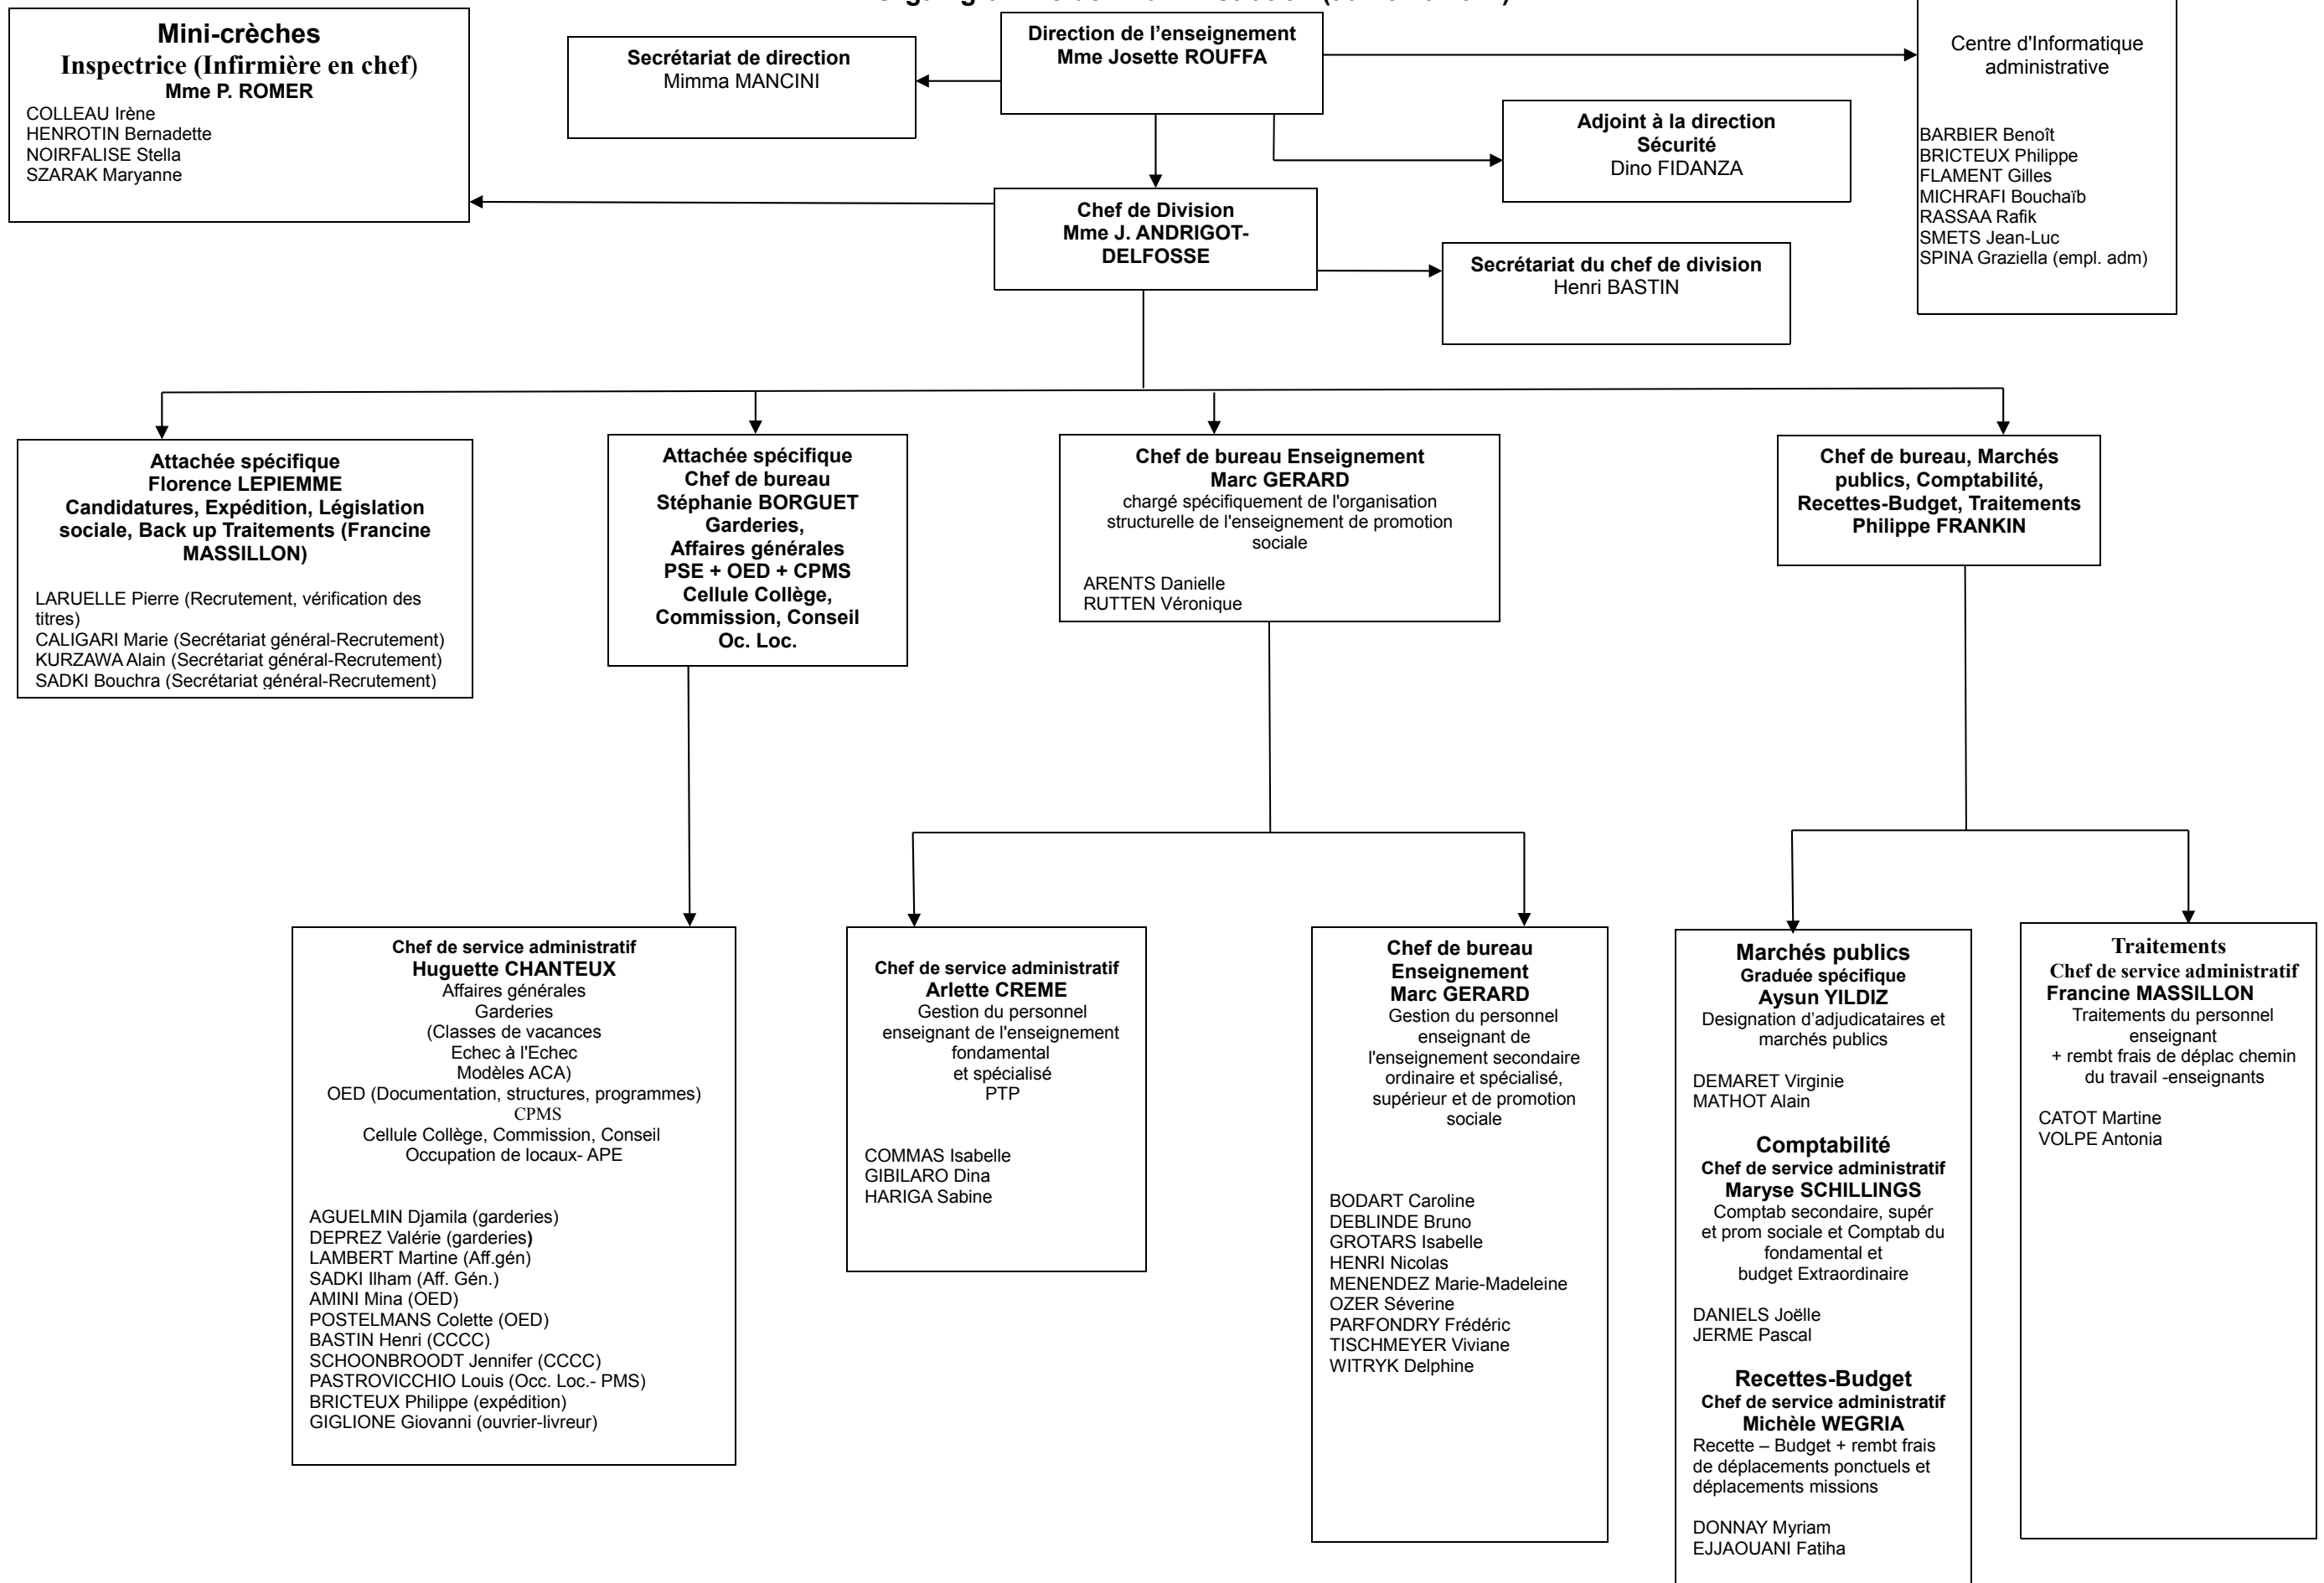 Mini-crèches
Inspectrice (Infirmière en chef)
Mme P. ROMER
COLLEAU Irène
HENROTIN Bernadette
NOIRFALISE Stella
SZARAK Maryanne
Secrétariat de direction
Mimma MANCINI
Direction de l'enseignement
Mme Josette ROUFFA
Centre d'Informatique
administrative
BARBIER Benoît
BRICTEUX Philippe
FLAMENT Gilles
MICHRAFI Bouchaïb
RASSAA Rafik
SMETS Jean-Luc
SPINA Graziella (empl. adm)
Adjoint à la direction
Sécurité
Dino FIDANZA
Chef de Division
Mme J. ANDRIGOT-
DELFOSSE
Secrétariat du chef de division
Henri BASTIN
Attachée spécifique
Florence LEPIEMME
Candidatures, Expédition, Législation
sociale, Back up Traitements (Francine
MASSILLON)
LARUELLE Pierre (Recrutement, vérification des
titres)
CALIGARI Marie (Secrétariat général-Recrutement)
KURZAWA Alain (Secrétariat général-Recrutement)
SADKI Bouchra (Secrétariat général-Recrutement)
Attachée spécifique
Chef de bureau
Stéphanie BORGUET
Garderies,
Affaires générales
PSE + OED + CPMS
Cellule Collège,
Commission, Conseil
Oc. Loc.
Chef de bureau Enseignement
Marc GERARD
chargé spécifiquement de l'organisation
structurelle de l'enseignement de promotion
sociale
ARENTS Danielle
RUTTEN Véronique
Chef de bureau, Marchés
publics, Comptabilité,
Recettes-Budget, Traitements
Philippe FRANKIN
Chef de service administratif
Huguette CHANTEUX
Affaires générales
Garderies
(Classes de vacances
Echec à l'Echec
Modèles ACA)
OED (Documentation, structures, programmes)
CPMS
Cellule Collège, Commission, Conseil
Occupation de locaux- APE
AGUELMIN Djamila (garderies)
DEPREZ Valérie (garderies)
LAMBERT Martine (Aff.gén)
SADKI Ilham (Aff. Gén.)
AMINI Mina (OED)
POSTELMANS Colette (OED)
BASTIN Henri (CCCC)
SCHOONBROODT Jennifer (CCCC)
PASTROVICCHIO Louis (Occ. Loc.- PMS)
BRICTEUX Philippe (expédition)
GIGLIONE Giovanni (ouvrier-livreur)
Chef de service administratif
Arlette CREME
Gestion du personnel
enseignant de l'enseignement
fondamental
et spécialisé
PTP
COMMAS Isabelle
GIBILARO Dina
HARIGA Sabine
Chef de bureau
Enseignement
Marc GERARD
Gestion du personnel
enseignant de
l'enseignement secondaire
ordinaire et spécialisé,
supérieur et de promotion
sociale
BODART Caroline
DEBLINDE Bruno
GROTARS Isabelle
HENRI Nicolas
MENENDEZ Marie-Madeleine
OZER Séverine
PARFONDRY Frédéric
TISCHMEYER Viviane
WITRYK Delphine
Marchés publics
Graduée spécifique
Aysun YILDIZ
Designation d'adjudicataires et
marchés publics
DEMARET Virginie
MATHOT Alain
Comptabilité
Chef de service administratif
Maryse SCHILLINGS
Comptab secondaire, supér
et prom sociale et Comptab du
fondamental et
budget Extraordinaire
DANIELS Joëlle
JERME Pascal
Recettes-Budget
Chef de service administratif
Michèle WEGRIA
Recette – Budget + rembt frais
de déplacements ponctuels et
déplacements missions
DONNAY Myriam
EJJAOUANI Fatiha
Traitements
Chef de service administratif
Francine MASSILLON
Traitements du personnel
enseignant
+ rembt frais de déplac chemin
du travail -enseignants
CATOT Martine
VOLPE Antonia